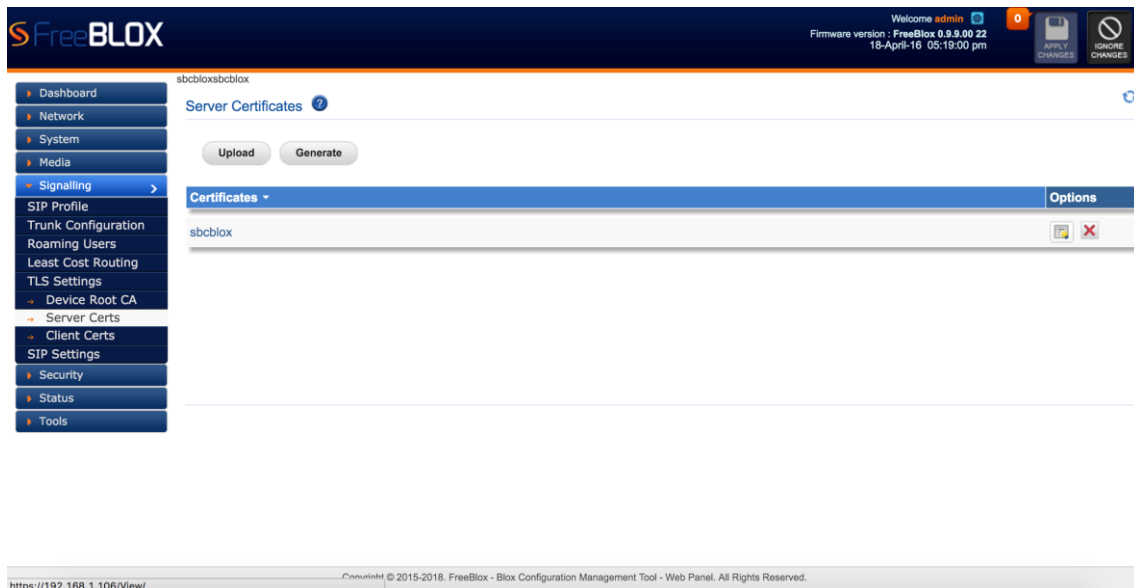 FreeBLOX
Welcome admin
Firmware version : FreeBlox 0.9.9.00 22
18-April-16 05:19:00 pm
0
APPLY
CHANGES
IGNORE
CHANGES
sbcbloxsbcblox
Dashboard
Network
System
Media
Signalling
SIP Profile
Trunk Configuration
Roaming Users
Least Cost Routing
TLS Settings
Device Root CA
Server Certs
Client Certs
SIP Settings
Security
Status
Tools
Server Certificates ?
Upload Generate
Certificates Options
sbcblox
Copyright © 2015-2018. FreeBlox - Blox Configuration Management Tool - Web Panel. All Rights Reserved.
https://192.168.1.106/View/